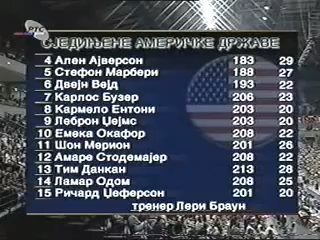 РТС
СЈЕДИЊЕНЕ АМЕРИЧКЕ ДРЖАВЕ
4 Ален Ајверсон 183 29
5 Стефон Марбери 188 27
6 Двејн Вејд 193 22
7 Карлос Бузер 206 23
8 Кармело Ентони 203 20
9 Леброн Џејмс 203 20
10 Емека Окафор 208 22
11 Шон Мерион 201 26
12 Амаре Стодемајер 208 22
13 Тим Данкан 213 28
14 Ламар Одом 208 25
15 Ричард Џеферсон 201 20
тренер Лери Браун